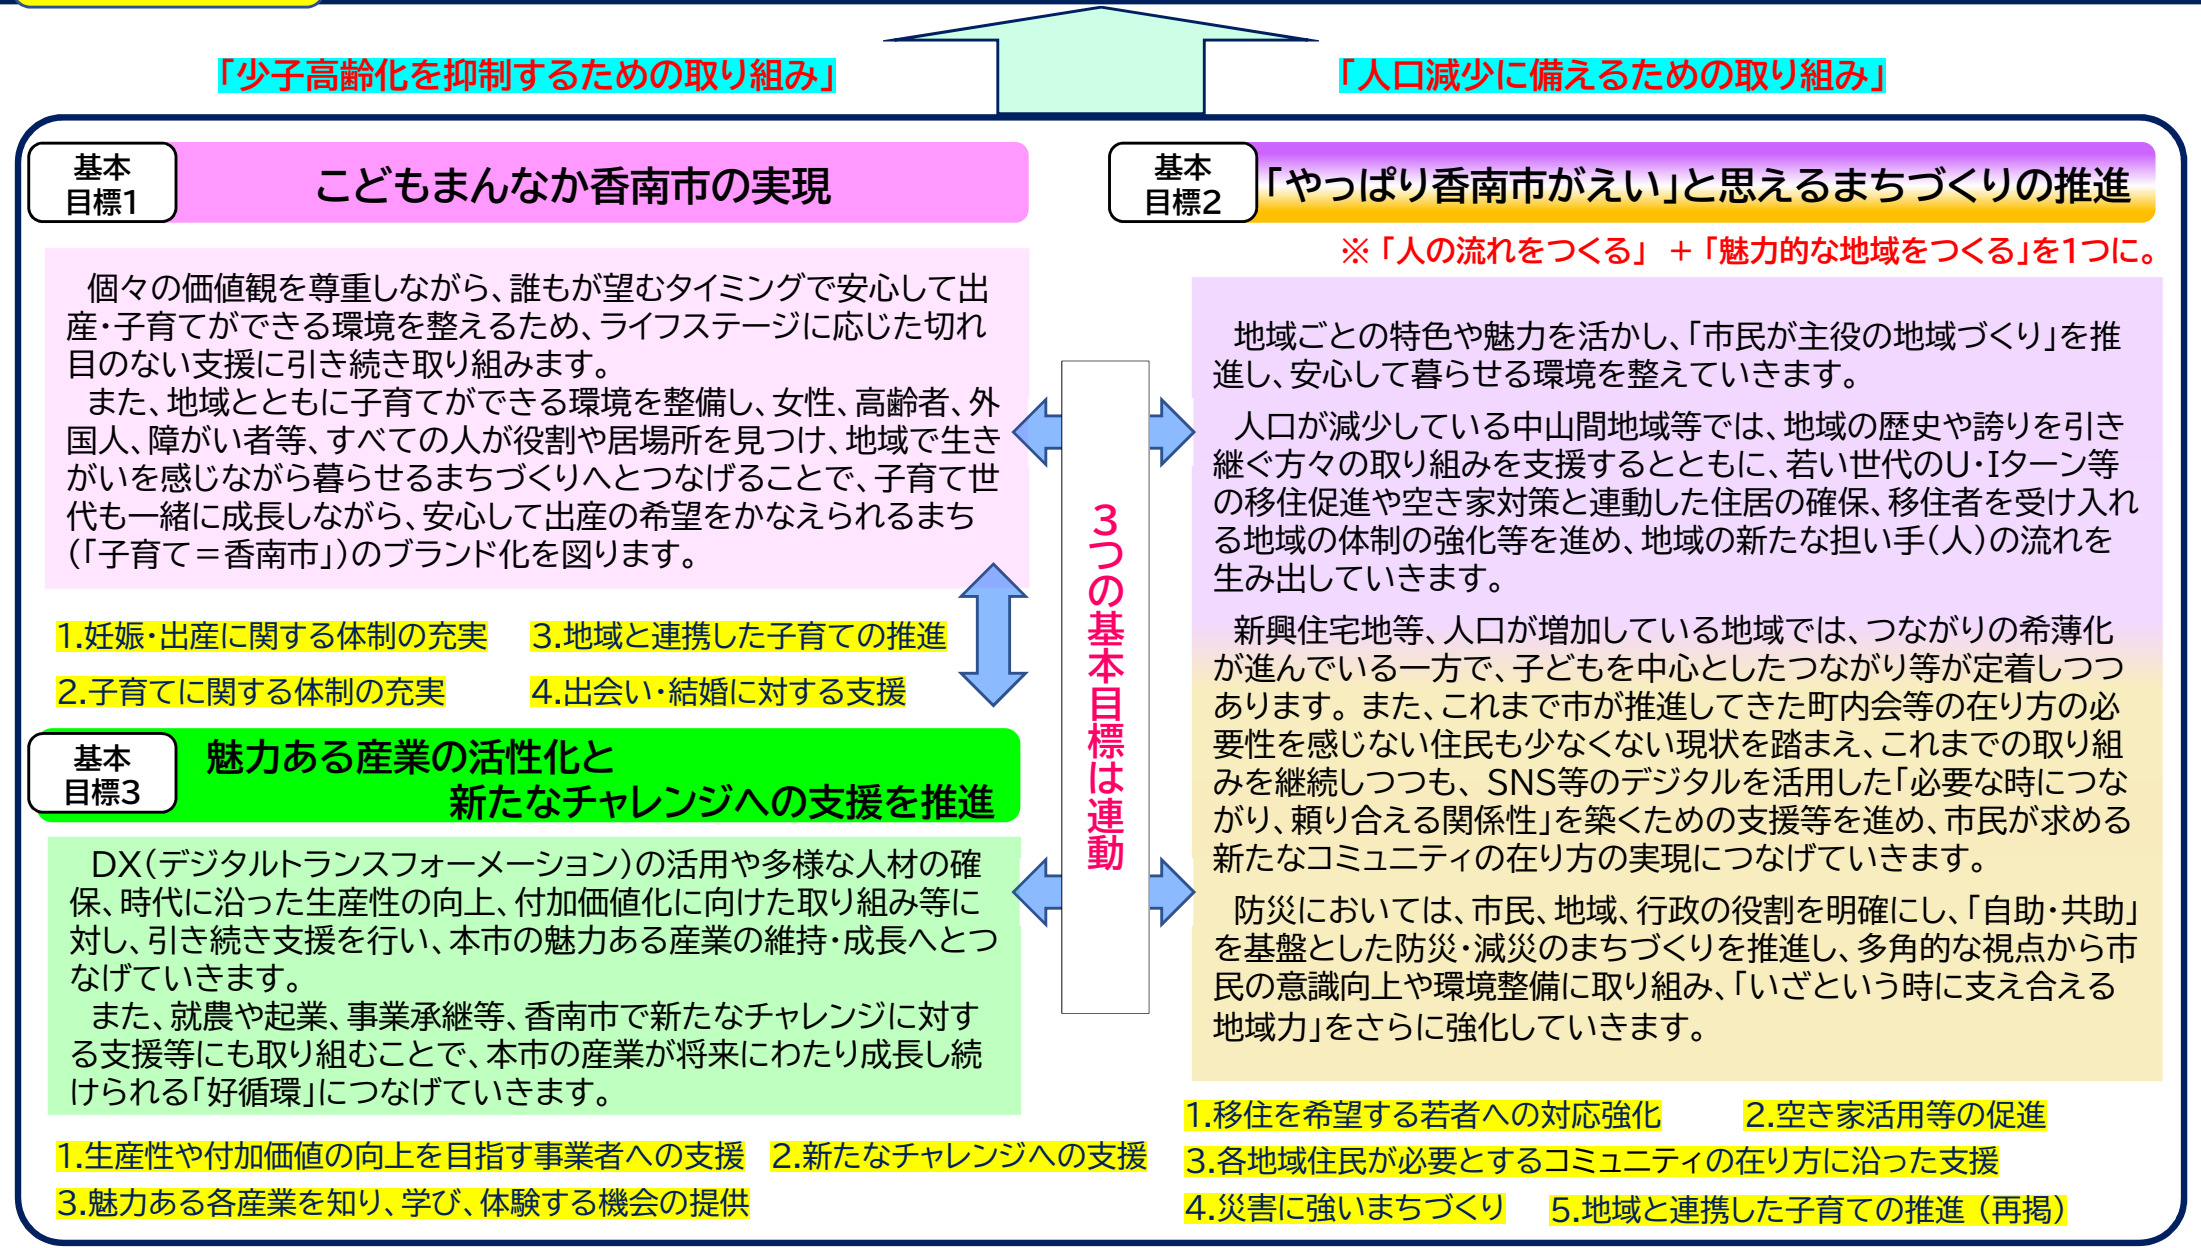 「少子高齢化を抑制するための取り組み」
「人口減少に備えるための取り組み」
基本
目標1
こどもまんなか香南市の実現
個々の価値観を尊重しながら、誰もが望むタイミングで安心して出
産・子育てができる環境を整えるため、ライフステージに応じた切れ
目のない支援に引き続き取り組みます。
また、地域とともに子育てができる環境を整備し、女性、高齢者、外
国人、障がい者等、すべての人が役割や居場所を見つけ、地域で生き
がいを感じながら暮らせるまちづくりへとつなげることで、子育て世
代も一緒に成長しながら、安心して出産の希望をかなえられるまち
(「子育て＝香南市」)のブランド化を図ります。
1.妊娠・出産に関する体制の充実
3.地域と連携した子育ての推進
2.子育てに関する体制の充実
4.出会い・結婚に対する支援
基本
目標3
魅力ある産業の活性化と
新たなチャレンジへの支援を推進
DX(デジタルトランスフォーメーション)の活用や多様な人材の確
保、時代に沿った生産性の向上、付加価値化に向けた取り組み等に
対し、引き続き支援を行い、本市の魅力ある産業の維持・成長へとつ
なげていきます。
また、就農や起業、事業承継等、香南市で新たなチャレンジに対す
る支援等にも取り組むことで、本市の産業が将来にわたり成長し続
けられる「好循環」につなげていきます。
1.生産性や付加価値の向上を目指す事業者への支援
2.新たなチャレンジへの支援
3.魅力ある各産業を知り、学び、体験する機会の提供
3つの基本目標は連動
基本
目標2
「やっぱり香南市がえい」と思えるまちづくりの推進
※「人の流れをつくる」 ＋「魅力的な地域をつくる」を1つに。
地域ごとの特色や魅力を活かし、「市民が主役の地域づくり」を推
進し、安心して暮らせる環境を整えていきます。
人口が減少している中山間地域等では、地域の歴史や誇りを引き
継ぐ方々の取り組みを支援するとともに、若い世代のU・Iターン等
の移住促進や空き家対策と連動した住居の確保、移住者を受け入れ
る地域の体制の強化等を進め、地域の新たな担い手(人)の流れを
生み出していきます。
新興住宅地等、人口が増加している地域では、つながりの希薄化
が進んでいる一方で、子どもを中心としたつながり等が定着しつつ
あります。また、これまで市が推進してきた町内会等の在り方の必
要性を感じない住民も少なくない現状を踏まえ、これまでの取り組
みを継続しつつも、SNS等のデジタルを活用した「必要な時につな
がり、頼り合える関係性」を築くための支援等を進め、市民が求める
新たなコミュニティの在り方の実現につなげていきます。
防災においては、市民、地域、行政の役割を明確にし、「自助・共助」
を基盤とした防災・減災のまちづくりを推進し、多角的な視点から市
民の意識向上や環境整備に取り組み、「いざという時に支え合える
地域力」をさらに強化していきます。
1.移住を希望する若者への対応強化
2.空き家活用等の促進
3.各地域住民が必要とするコミュニティの在り方に沿った支援
4.災害に強いまちづくり
5.地域と連携した子育ての推進（再掲）